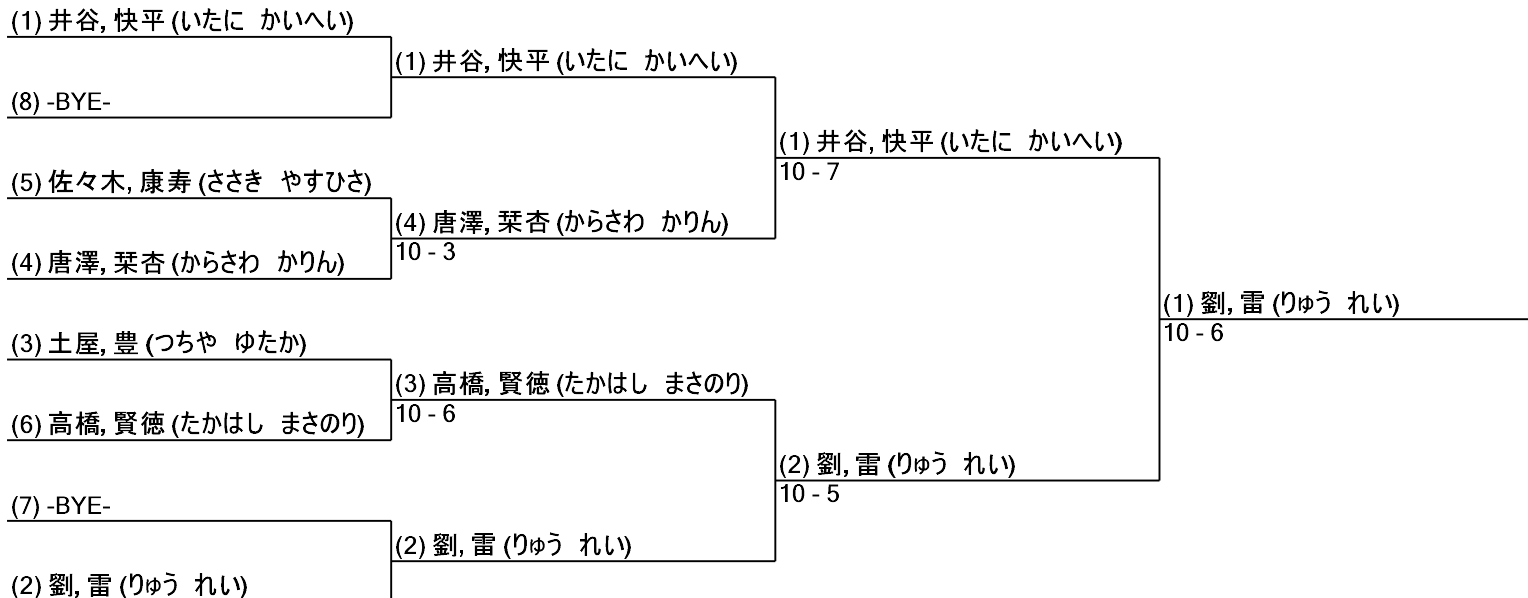 (1) 井谷, 快平 (いたに　かいへい)
(8) -BYE-
(5) 佐々木, 康寿 (ささき　やすひさ)
(4) 唐澤, 栞杏 (からさわ　かりん)
(3) 土屋, 豊 (つちや　ゆたか)
(6) 高橋, 賢徳 (たかはし　まさのり)
(7) -BYE-
(2) 劉, 雷 (りゅう　れい)
(1) 井谷, 快平 (いたに　かいへい)
(4) 唐澤, 栞杏 (からさわ　かりん)
10 - 3
(3) 高橋, 賢徳 (たかはし　まさのり)
10 - 6
(2) 劉, 雷 (りゅう　れい)
(1) 井谷, 快平 (いたに　かいへい)
10 - 7
(2) 劉, 雷 (りゅう　れい)
10 - 5
(1) 劉, 雷 (りゅう　れい)
10 - 6